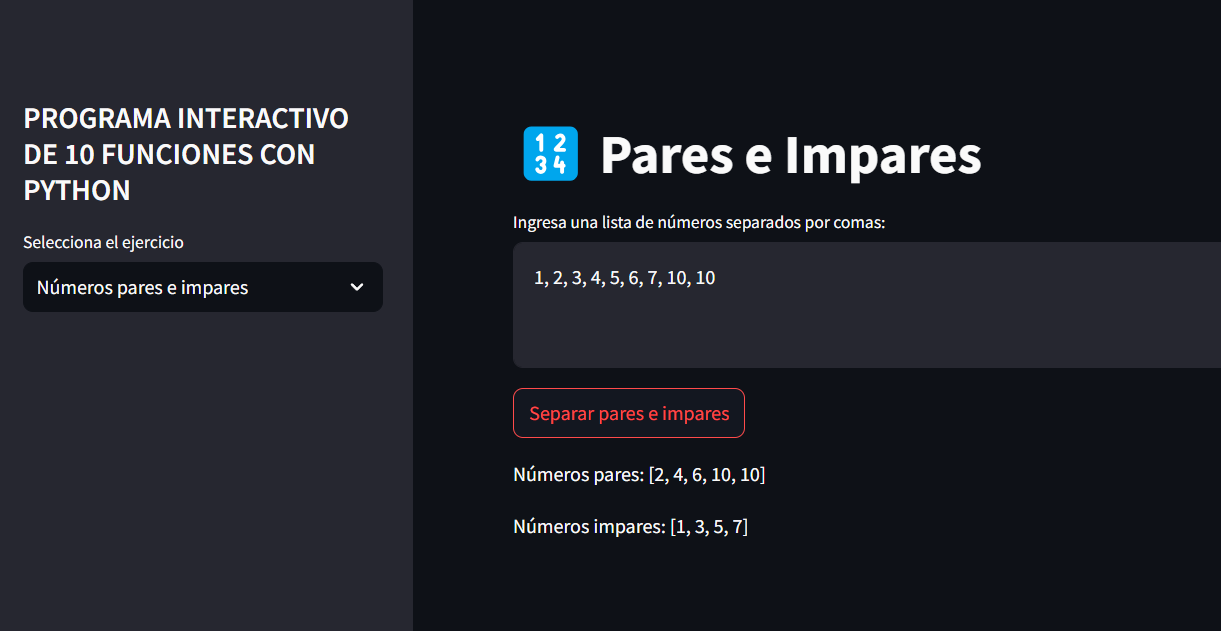 PROGRAMA INTERACTIVO
DE 10 FUNCIONES CON
PYTHON
Selecciona el ejercicio
Números pares e impares
🔢 Pares e Impares
Ingresa una lista de números separados por comas:
1, 2, 3, 4, 5, 6, 7, 10, 10
Separar pares e impares
Números pares: [2, 4, 6, 10, 10]
Números impares: [1, 3, 5, 7]